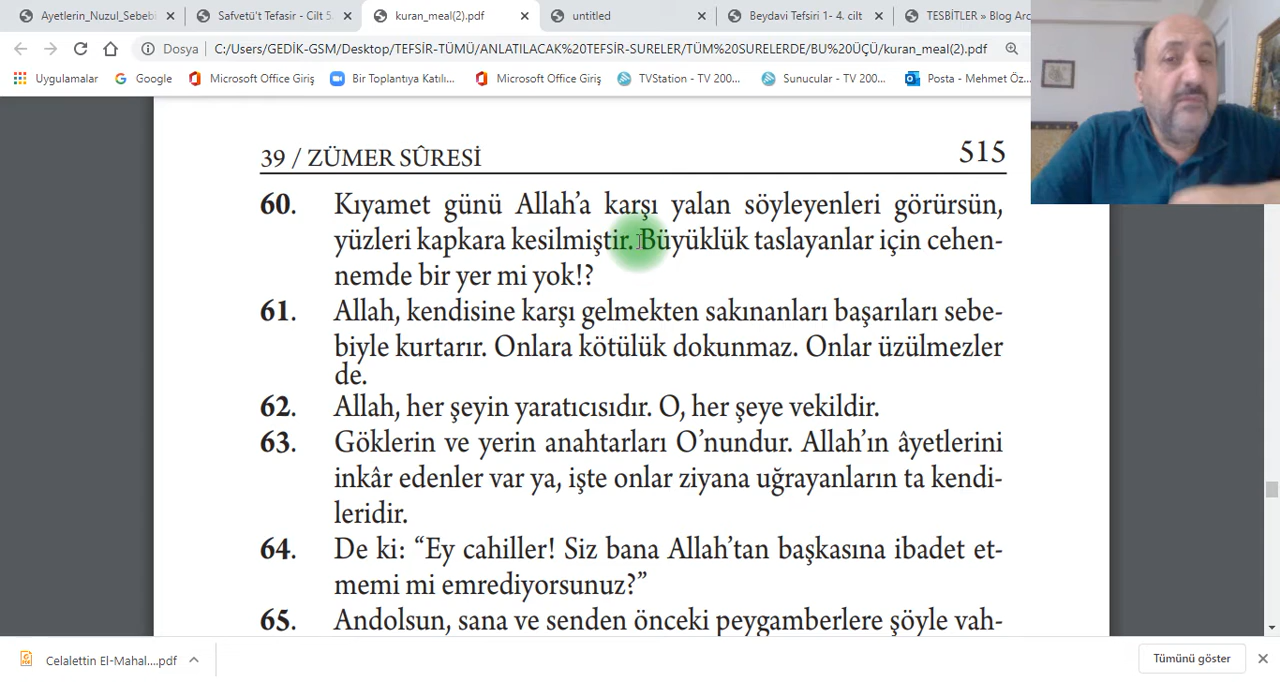 Ayetlerin_Nuzul_Sebebi
Safvetü't Tefasir - Cilt 5
kuran_meal(2).pdf
untitled
Beydavi Tefsiri 1- 4. cilt
TESBİTLER » Blog Arc
Dosya
C:/Users/GEDİK-GSM/Desktop/TEFSİR-TÜMÜ/ANLATILACAK%20TEFSİR-SURELER/TÜM%20SURELERDE/BU%20ÜÇÜ/kuran_meal(2).pdf
Uygulamalar
Google
Microsoft Office Giriş
Bir Toplantıya Katılı...
Microsoft Office Giriş
TVStation - TV 200...
Sunucular - TV 200...
Posta - Mehmet Öz...
39 / ZÜMER SÛRESİ 515
60. Kıyamet günü Allah’a karşı yalan söyleyenleri görürsün,
yüzleri kapkara kesilmiştir. Büyüklük taslayanlar için cehen-
nemde bir yer mi yok!?
61. Allah, kendisine karşı gelmekten sakınanları başarıları sebe-
biyle kurtarır. Onlara kötülük dokunmaz. Onlar üzülmezler
de.
62. Allah, her şeyin yaratıcısıdır. O, her şeye vekildir.
63. Göklerin ve yerin anahtarları O’nundur. Allah’ın âyetlerini
inkâr edenler var ya, işte onlar ziyana uğrayanların ta kendi-
leridir.
64. De ki: “Ey cahiller! Siz bana Allah’tan başkasına ibadet et-
memi mi emrediyorsunuz?”
65. Andolsun, sana ve senden önceki peygamberlere şöyle vah-
Celalettin El-Mahal....pdf
Tümünü göster